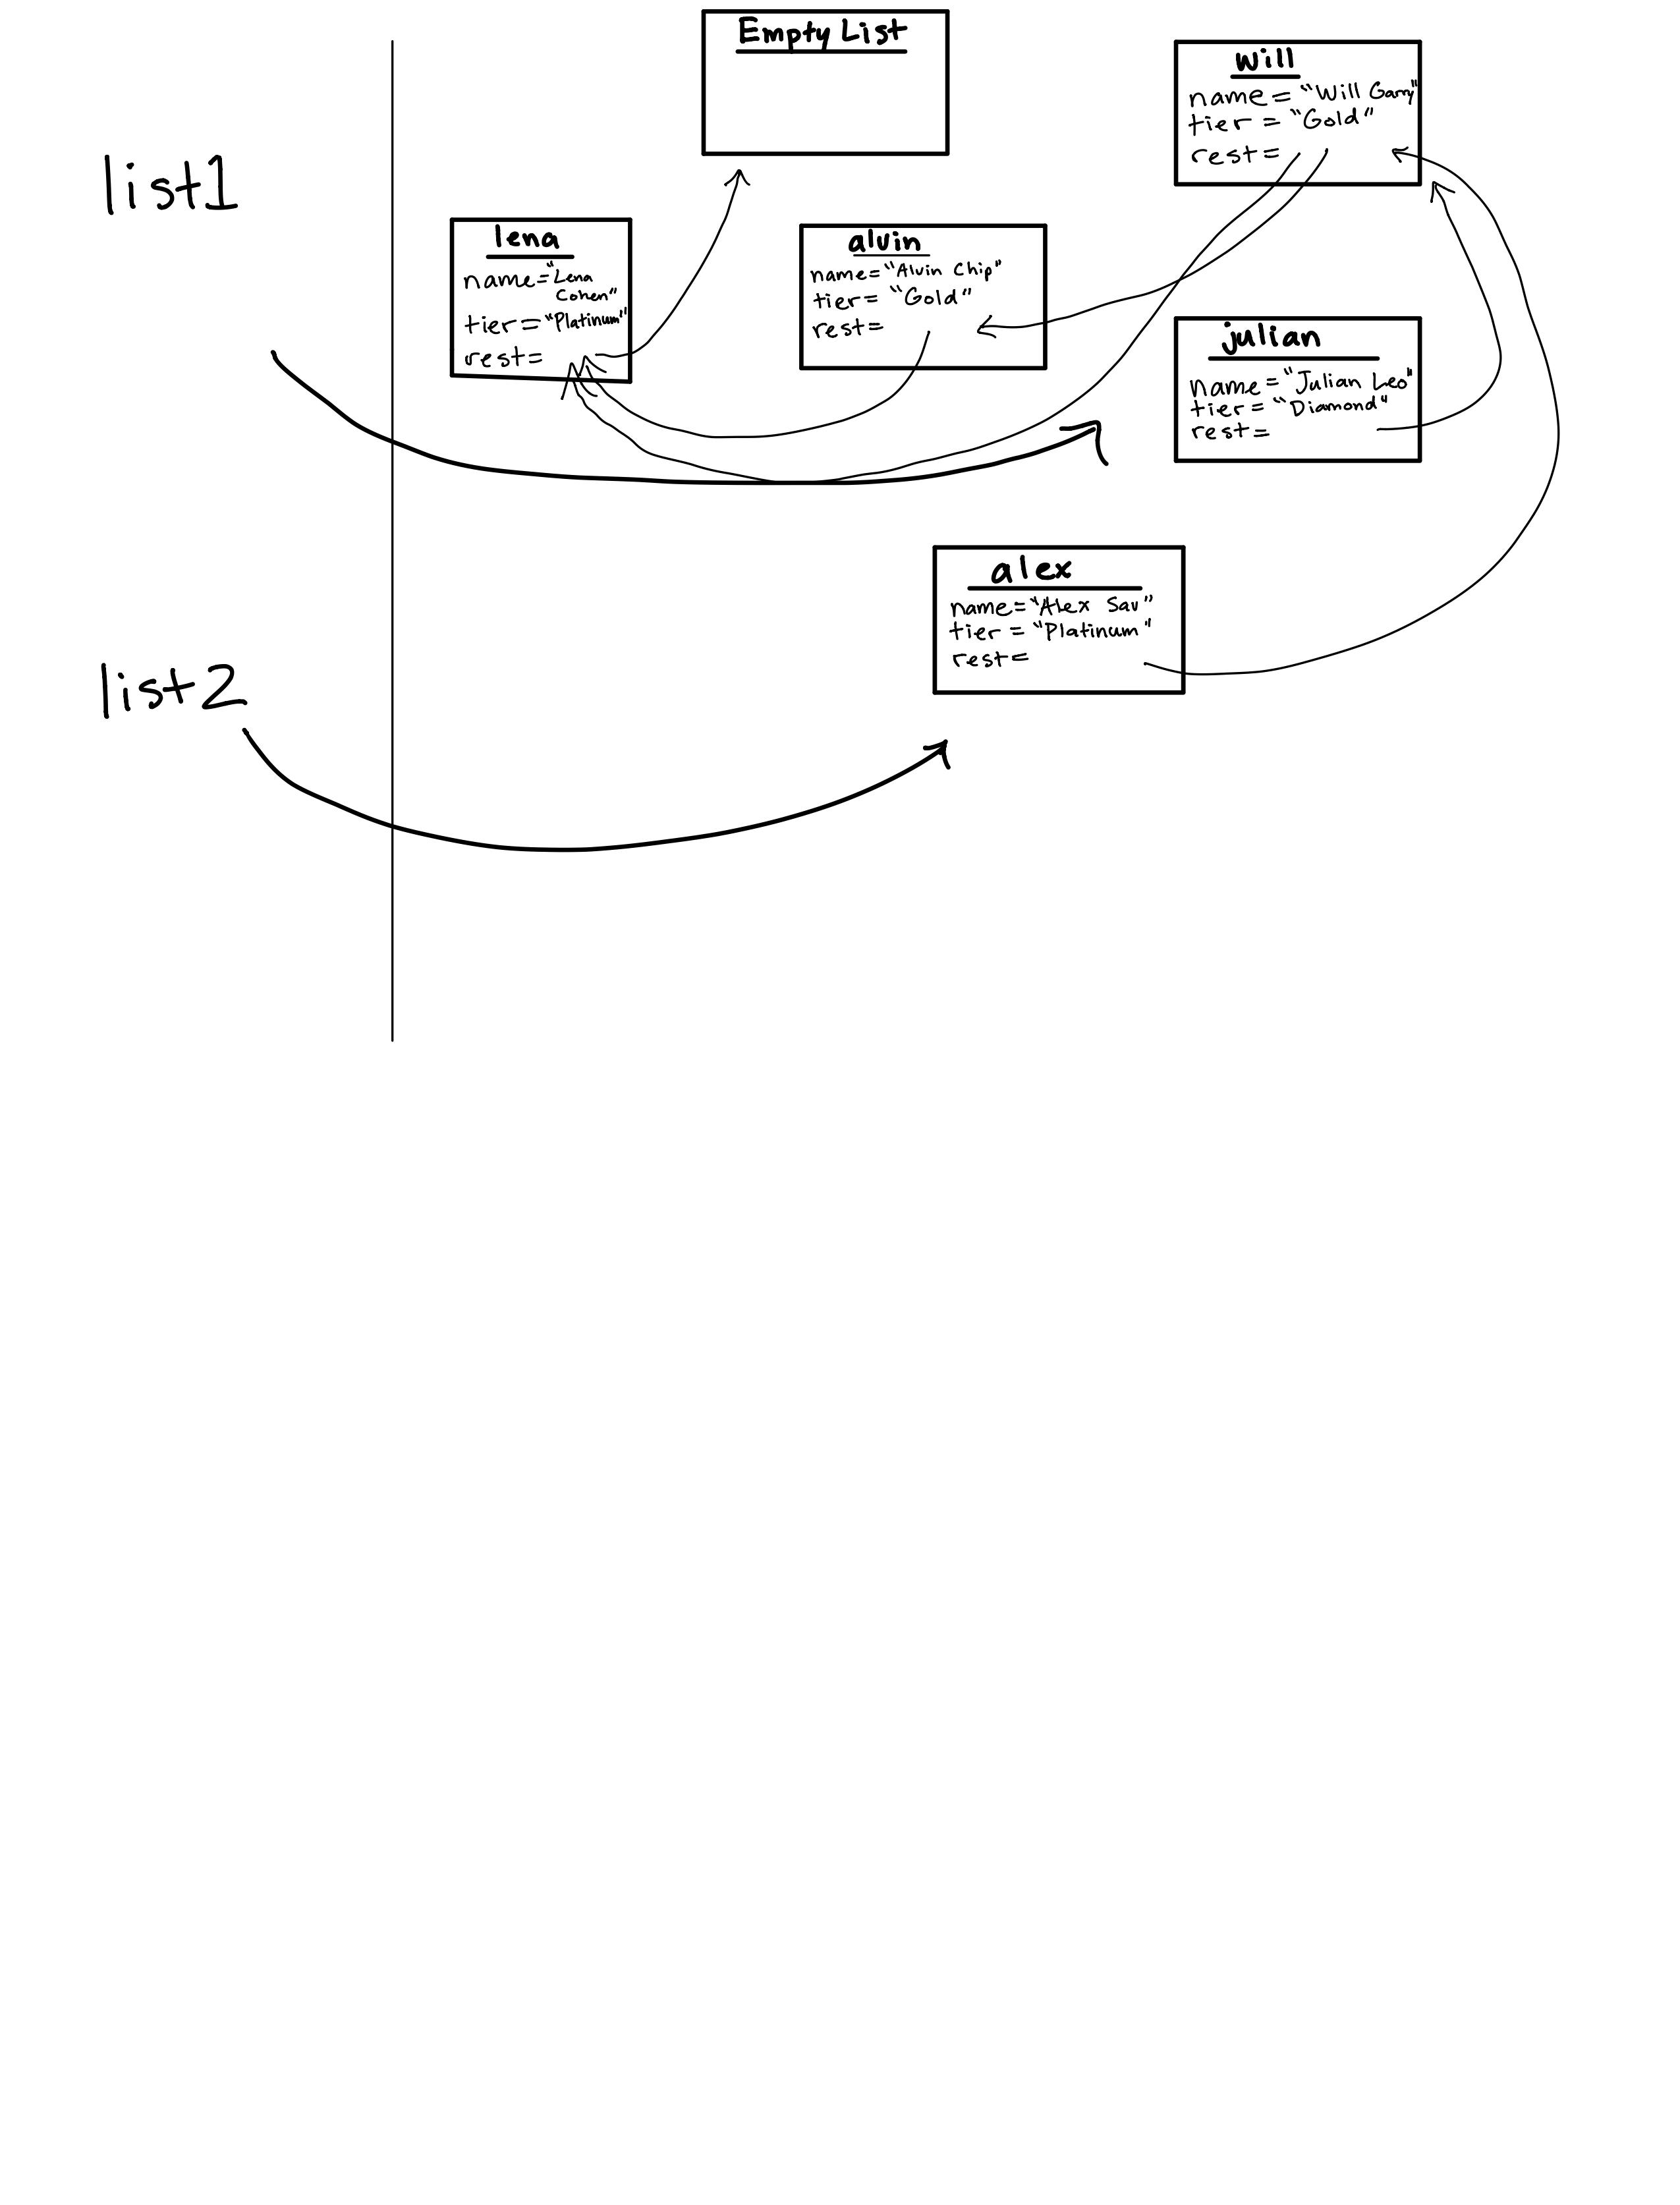 Empty List
will
name = "Will Garry"
tier = "Gold"
rest =
list1
lena
name = "Lena
Cohen"
tier = "Platinum"
rest =
alvin
name = "Alvin Chip"
tier = "Gold"
rest =
julian
name = "Julian Leo"
tier = "Diamond"
rest =
alex
name = "Alex Sav"
tier = "Platinum"
rest =
list2